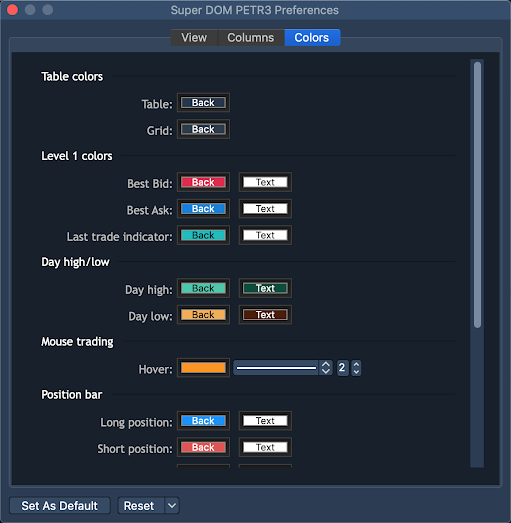 Super DOM PETR3 Preferences
View Columns Colors
Table colors
Table: Back
Grid: Back
Level 1 colors
Best Bid: Back Text
Best Ask: Back Text
Last trade indicator: Back Text
Day high/low
Day high: Back Text
Day low: Back Text
Mouse trading
Hover: 2
Position bar
Long position: Back Text
Short position: Back Text
Set As Default Reset